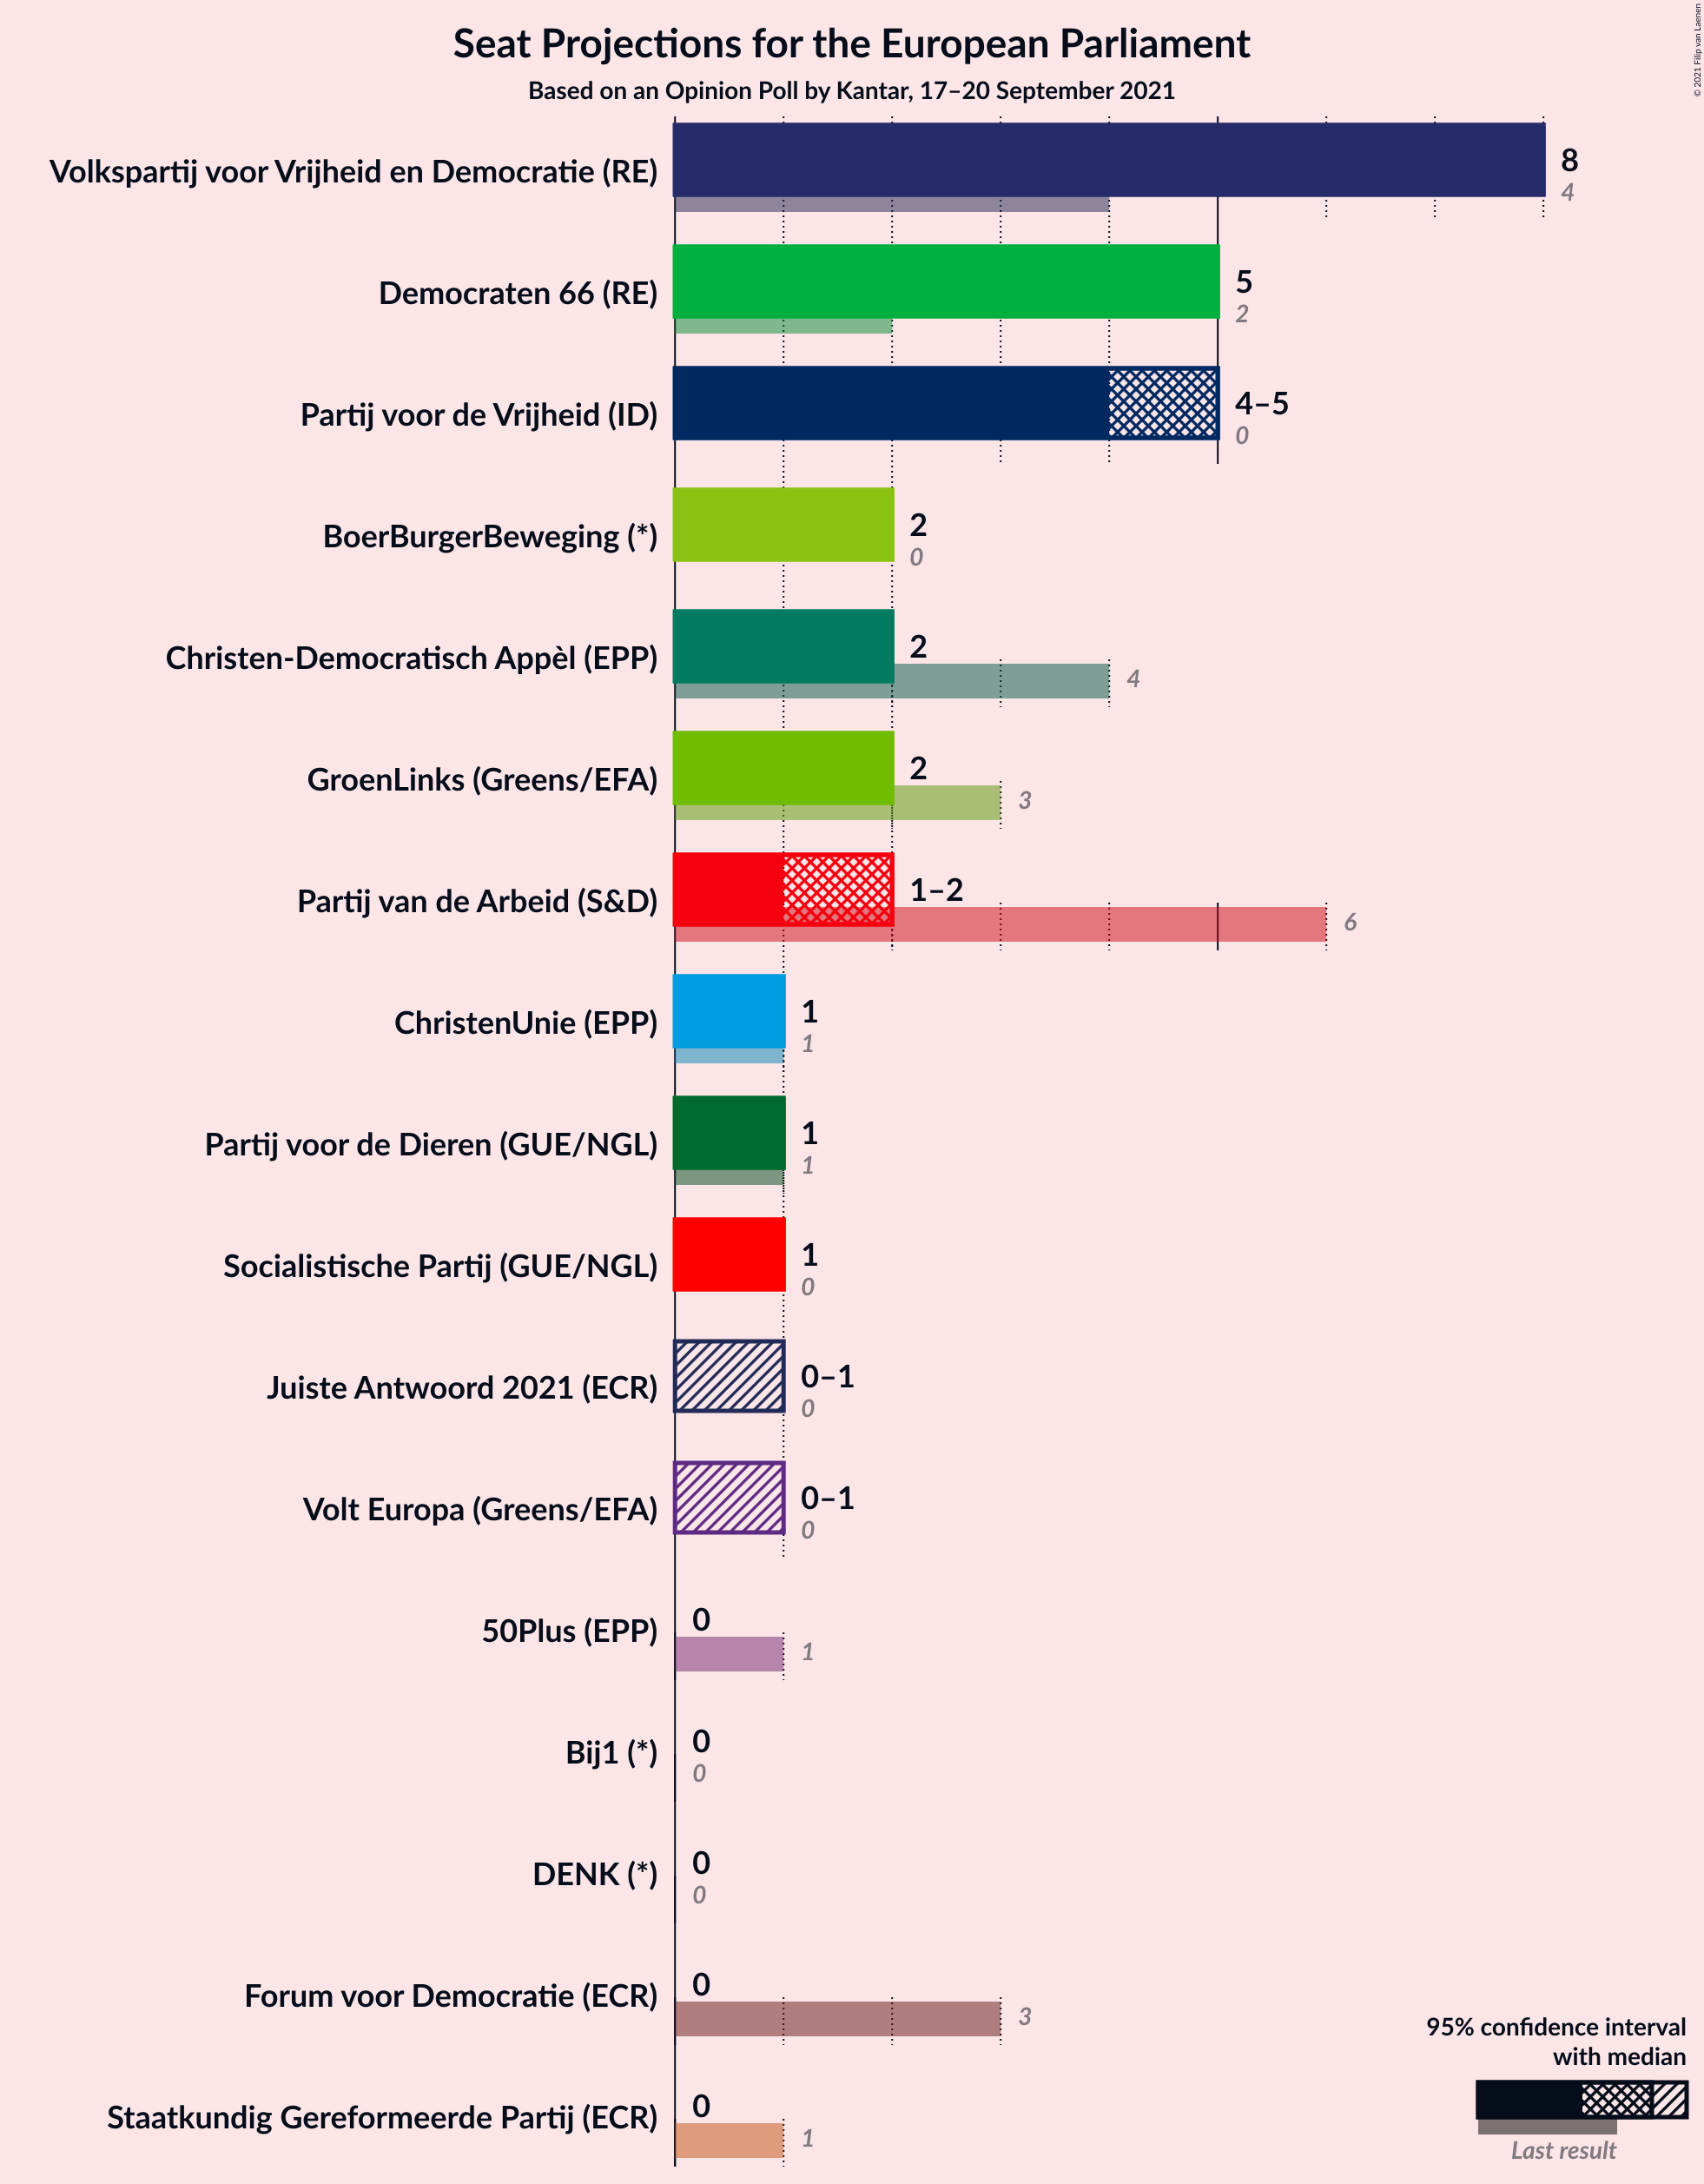 Seat Projections for the European Parliament
Based on an Opinion Poll by Kantar, 17–20 September 2021
© 2021 Filip van Laenen
Volkspartij voor Vrijheid en Democratie (RE)
8
4
Democraten 66 (RE)
5
2
Partij voor de Vrijheid (ID)
4–5
0
BoerBurgerBeweging (*)
2
0
Christen-Democratisch Appèl (EPP)
2
4
GroenLinks (Greens/EFA)
2
3
Partij van de Arbeid (S&D)
1–2
6
ChristenUnie (EPP)
1
1
Partij voor de Dieren (GUE/NGL)
1
1
Socialistische Partij (GUE/NGL)
1
0
Juiste Antwoord 2021 (ECR)
0–1
0
Volt Europa (Greens/EFA)
0–1
0
50Plus (EPP)
0
1
Bij1 (*)
0
0
DENK (*)
0
0
Forum voor Democratie (ECR)
0
3
Staatkundig Gereformeerde Partij (ECR)
0
1
95% confidence interval
with median
Last result